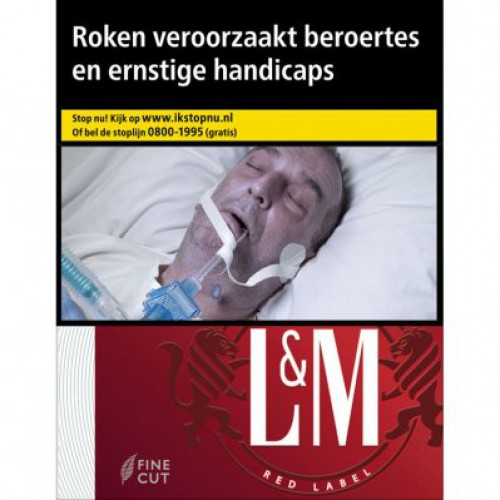 Roken veroorzaakt beroertes
en ernstige handicaps
Stop nu! Kijk op www.ikstopnu.nl
Of bel de stoplijn 0800-1995 (gratis)
L&M
RED LABEL
FINE
CUT